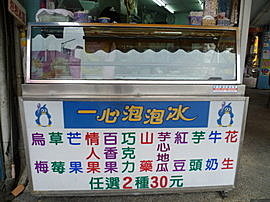 一心泡泡冰
烏梅
草莓
芒果
情人果
百香果
巧克力
山藥
芋心地瓜
紅豆
芋頭
牛奶
花生
任選2種30元